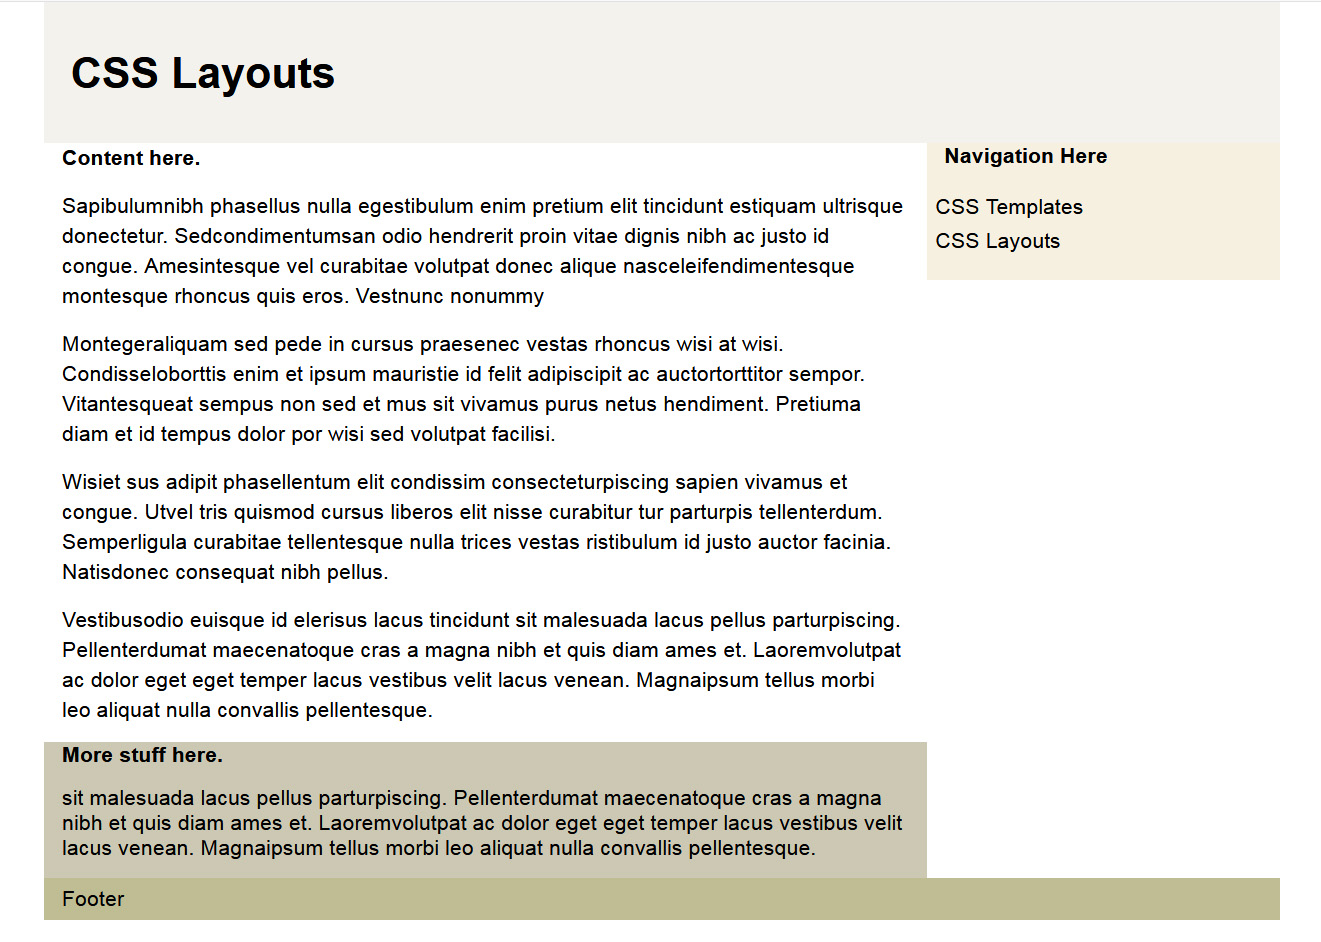 CSS Layouts
Content here.
Sapibulumnibh phasellus nulla egestibulum enim pretium elit tincidunt estiquam ultrisque
donectetur. Sedcondimentumsan odio hendrerit proin vitae dignis nibh ac justo id
congue. Amesintesque vel curabitae volutpat donec alique nasceleifendimentesque
montesque rhoncus quis eros. Vestnunc nonummy
Montegeraliquam sed pede in cursus praesenec vestas rhoncus wisi at wisi.
Condisseloborttis enim et ipsum mauristie id felit adipiscipit ac auctortorttitor sempor.
Vitantesqueat sempus non sed et mus sit vivamus purus netus hendiment. Pretiuma
diam et id tempus dolor por wisi sed volutpat facilisi.
Wisiet sus adipit phasellentum elit condissim consecteturpiscing sapien vivamus et
congue. Utvel tris quismod cursus liberos elit nisse curabitur tur parturpis tellenterdum.
Semperligula curabitae tellentesque nulla trices vestas ristibulum id justo auctor facinia.
Natisdonec consequat nibh pellus.
Vestibusodio euisque id elerisus lacus tincidunt sit malesuada lacus pellus parturpiscing.
Pellenterdumat maecenatoque cras a magna nibh et quis diam ames et. Laoremvolutpat
ac dolor eget eget temper lacus vestibus velit lacus venean. Magnaipsum tellus morbi
leo aliquat nulla convallis pellentesque.
More stuff here.
sit malesuada lacus pellus parturpiscing. Pellenterdumat maecenatoque cras a magna
nibh et quis diam ames et. Laoremvolutpat ac dolor eget eget temper lacus vestibus velit
lacus venean. Magnaipsum tellus morbi leo aliquat nulla convallis pellentesque.
Navigation Here
CSS Templates
CSS Layouts
Footer